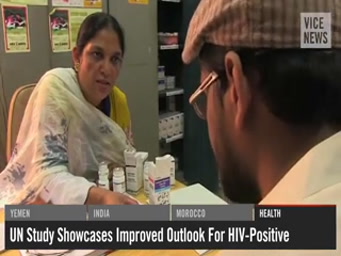 VICE
NEWS
YEMEN
INDIA
MOROCCO
HEALTH
UN Study Showcases Improved Outlook For HIV-Positive